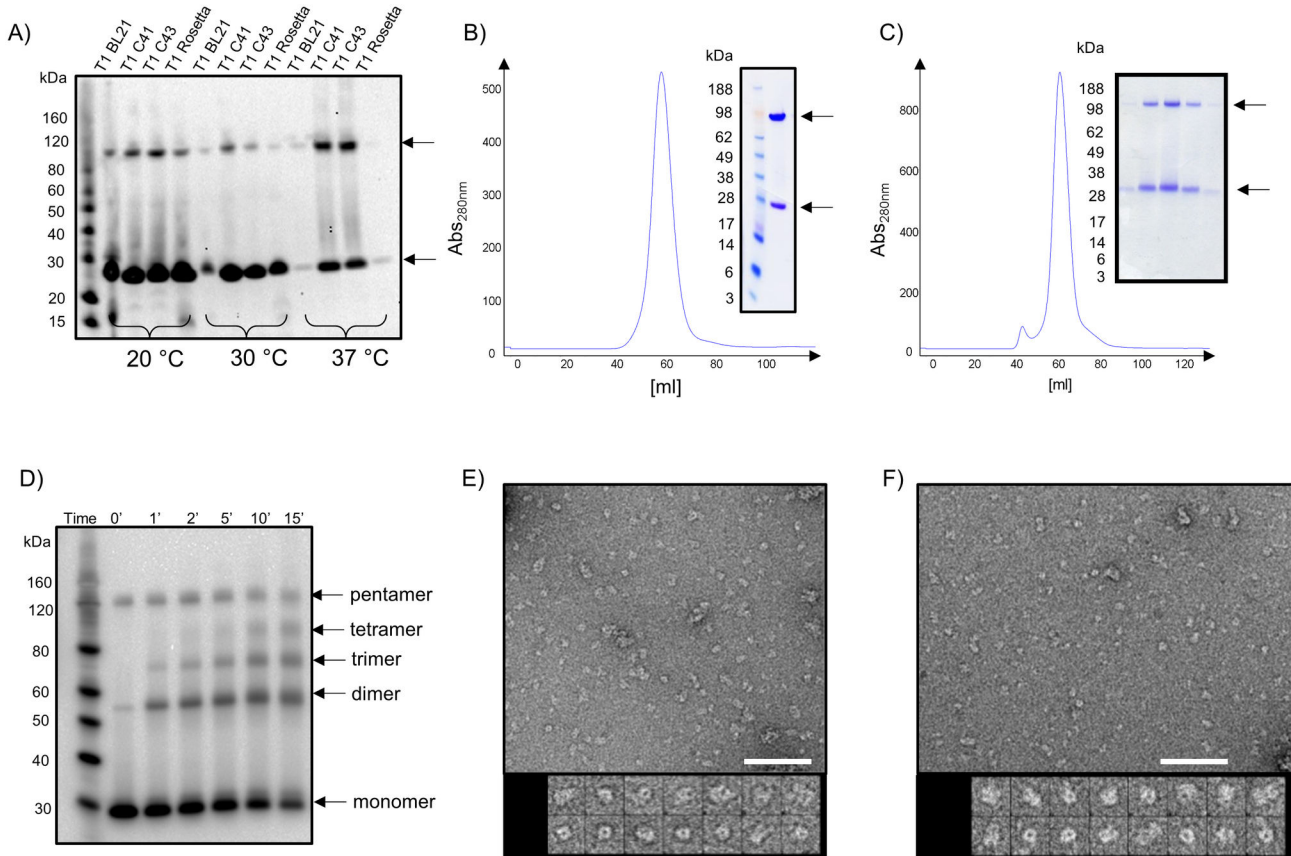 A)
T1 BL21 T1 C41 T1 C43 T1 Rosetta T1 BL21 T1 C41 T1 C43 T1 Rosetta T1 BL21 T1 C41 T1 C43 T1 Rosetta
kDa
160
120
80
60
50
40
30
20
15
20 °C 30 °C 37 °C
B)
kDa
188
98
62
49
38
28
17
14
6
3
Abs280nm
500
400
300
200
100
0
0 20 40 60 80 100
[ml]
C)
kDa
188
98
62
49
38
28
17
14
6
3
Abs280nm
800
600
400
200
0
0 20 40 60 80 100 120
[ml]
D)
Time 0’ 1’ 2’ 5’ 10’ 15’
kDa
160
120
80
60
50
40
30
pentamer
tetramer
trimer
dimer
monomer
E)
F)